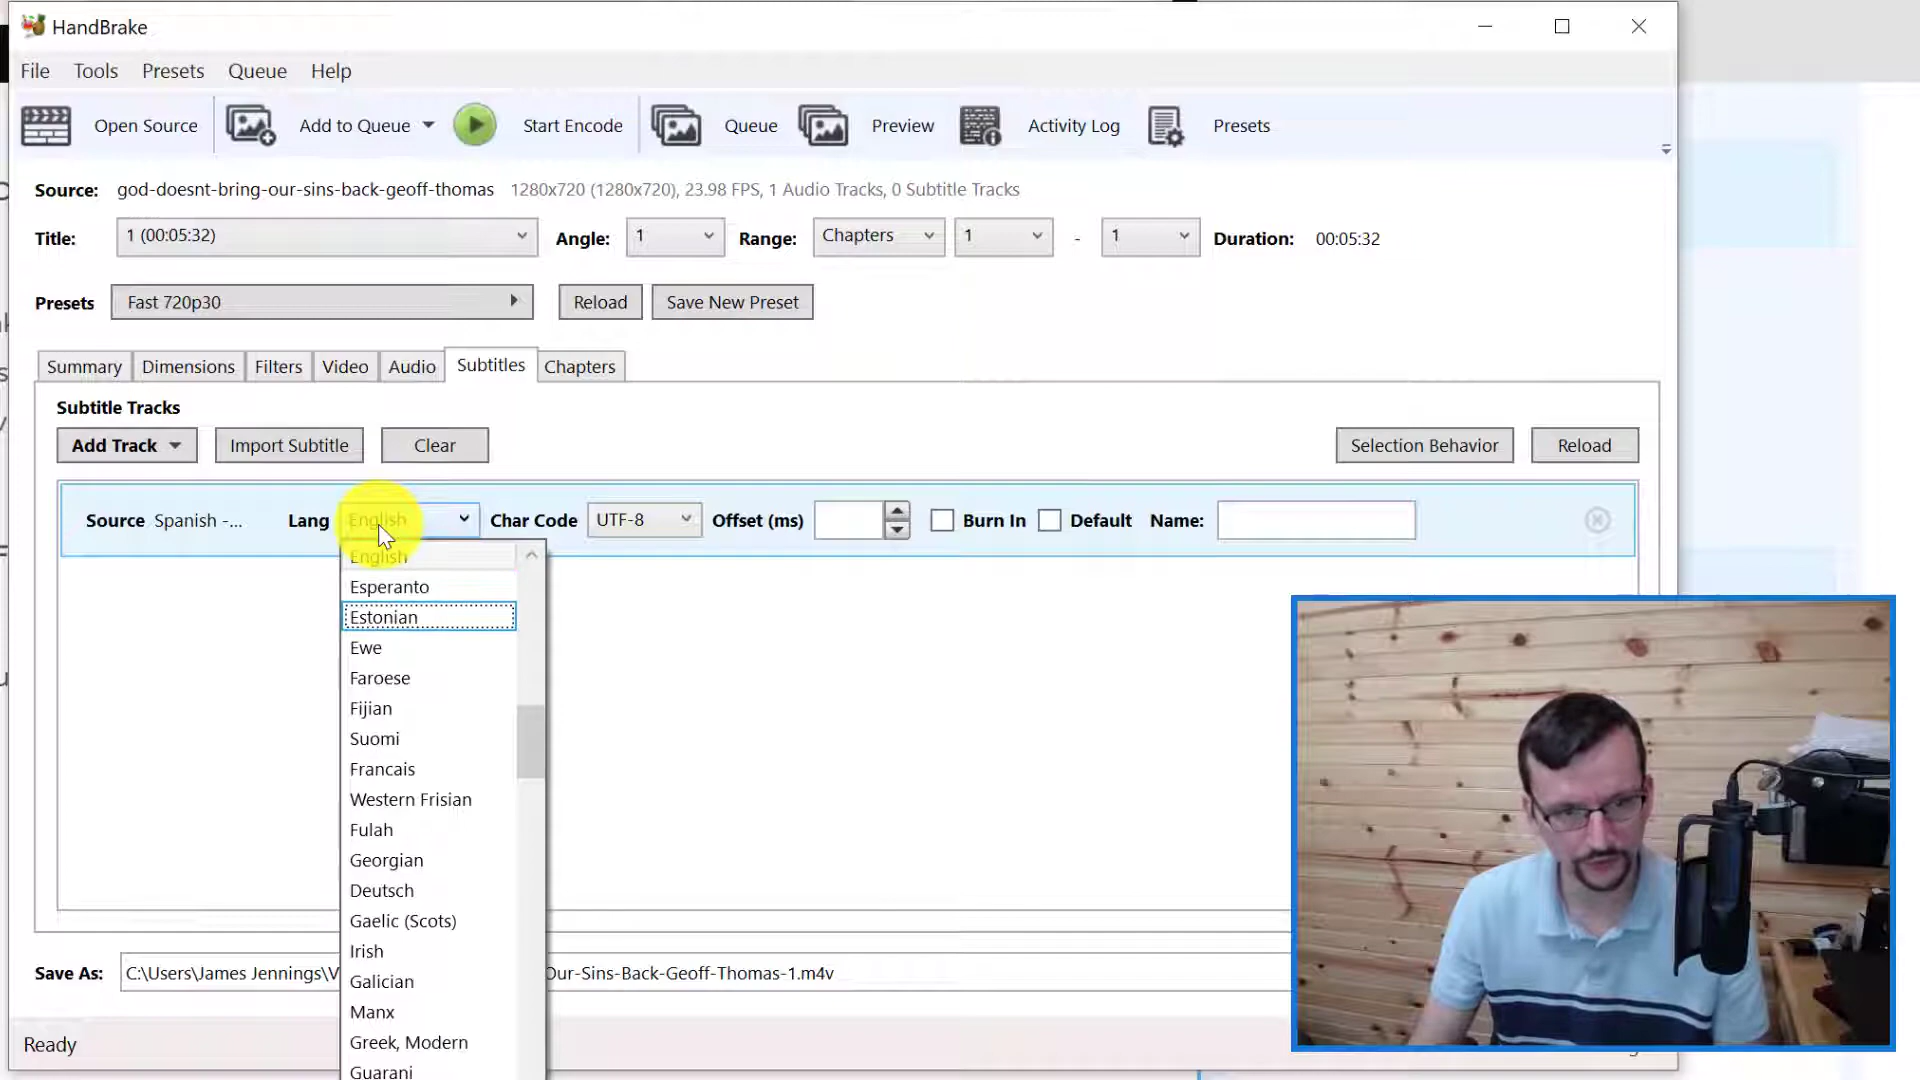 HandBrake
File Tools Presets Queue Help
Open Source Add to Queue Start Encode Queue Preview Activity Log Presets
Source: god-doesnt-bring-our-sins-back-geoff-thomas 1280x720 (1280x720), 23.98 FPS, 1 Audio Tracks, 0 Subtitle Tracks
Title: 1 (00:05:32) Angle: 1 Range: Chapters 1 - 1 Duration: 00:05:32
Presets Fast 720p30 Reload Save New Preset
Summary Dimensions Filters Video Audio Subtitles Chapters
Subtitle Tracks
Add Track Import Subtitle Clear Selection Behavior Reload
Source Spanish -... Lang English Char Code UTF-8 Offset (ms) Burn In Default Name:
English
Esperanto
Estonian
Ewe
Faroese
Fijian
Suomi
Francais
Western Frisian
Fulah
Georgian
Deutsch
Gaelic (Scots)
Irish
Galician
Manx
Greek, Modern
Guarani
Save As: C:\Users\James Jennings\V Our-Sins-Back-Geoff-Thomas-1.m4v
Ready